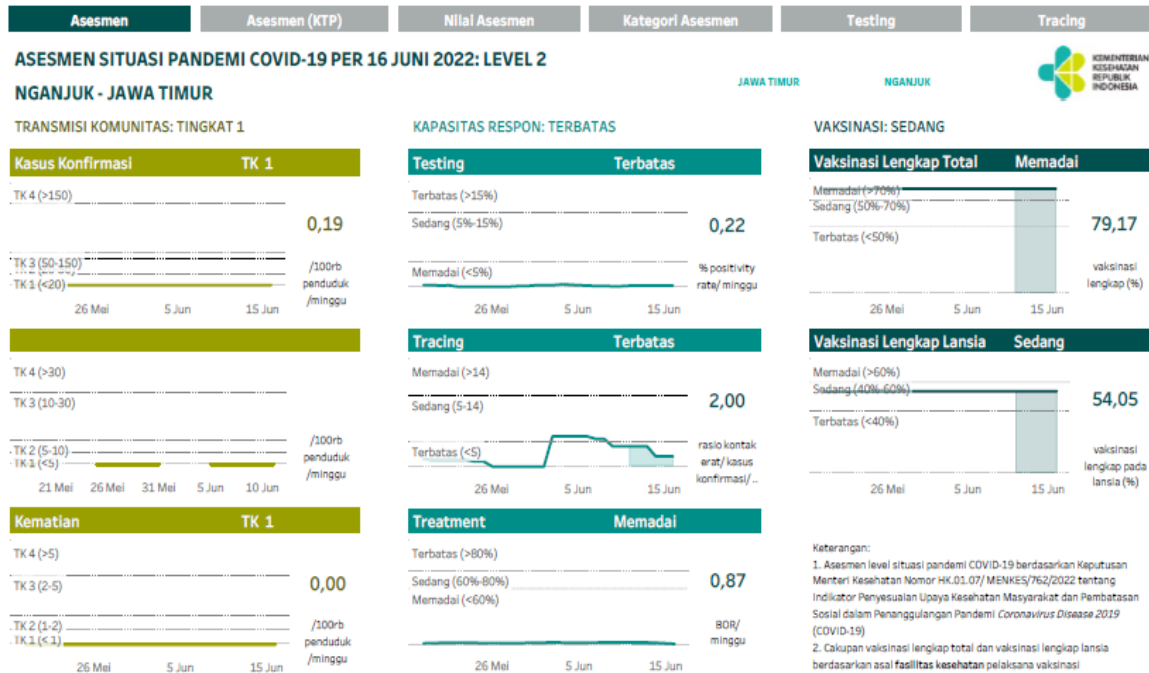 Asesmen
Asesmen (KTP)
Nilai Asesmen
Kategori Asesmen
Testing
Tracing
ASESMEN SITUASI PANDEMI COVID-19 PER 16 JUNI 2022: LEVEL 2
NGANJUK - JAWA TIMUR
JAWA TIMUR
NGANJUK
KEMENTERIAN
KESEHATAN
REPUBLIK
INDONESIA
TRANSMISI KOMUNITAS: TINGKAT 1
Kasus Konfirmasi TK 1
TK 4 (>150)
TK 3 (50-150)
TK 1 (<20)
0,19
/100rb
penduduk
/minggu
26 Mei 5 Jun 15 Jun
TK 4 (>30)
TK 3 (10-30)
TK 2 (5-10)
TK 1 (<5)
/100rb
penduduk
/minggu
21 Mei 26 Mei 31 Mei 5 Jun 10 Jun
Kematian TK 1
TK 4 (>5)
TK 3 (2-5)
TK 2 (1-2)
TK 1 (< 1)
0,00
/100rb
penduduk
/minggu
26 Mei 5 Jun 15 Jun
KAPASITAS RESPON: TERBATAS
Testing Terbatas
Terbatas (>15%)
Sedang (5%-15%)
Memadai (<5%)
0,22
% positivity
rate/ minggu
26 Mei 5 Jun 15 Jun
Tracing Terbatas
Memadai (>14)
Sedang (5-14)
Terbatas (<5)
2,00
rasio kontak
erat/ kasus
konfirmasi/ ..
26 Mei 5 Jun 15 Jun
Treatment Memadai
Terbatas (>80%)
Sedang (60%-80%)
Memadai (<60%)
0,87
BOR/
minggu
26 Mei 5 Jun 15 Jun
VAKSINASI: SEDANG
Vaksinasi Lengkap Total Memadai
Memadai (>70%)
Sedang (50%-70%)
Terbatas (<50%)
79,17
vaksinasi
lengkap (%)
26 Mei 5 Jun 15 Jun
Vaksinasi Lengkap Lansia Sedang
Memadai (>60%)
Sedang (40%-60%)
Terbatas (<40%)
54,05
vaksinasi
lengkap pada
lansia (%)
26 Mei 5 Jun 15 Jun
Keterangan:
1. Asesmen level situasi pandemi COVID-19 berdasarkan Keputusan
Menteri Kesehatan Nomor HK.01.07/ MENKES/762/2022 tentang
Indikator Penyesuaian Upaya Kesehatan Masyarakat dan Pembatasan
Sosial dalam Penanggulangan Pandemi Coronavirus Disease 2019
(COVID-19)
2. Cakupan vaksinasi lengkap total dan vaksinasi lengkap lansia
berdasarkan asal fasilitas kesehatan pelaksana vaksinasi